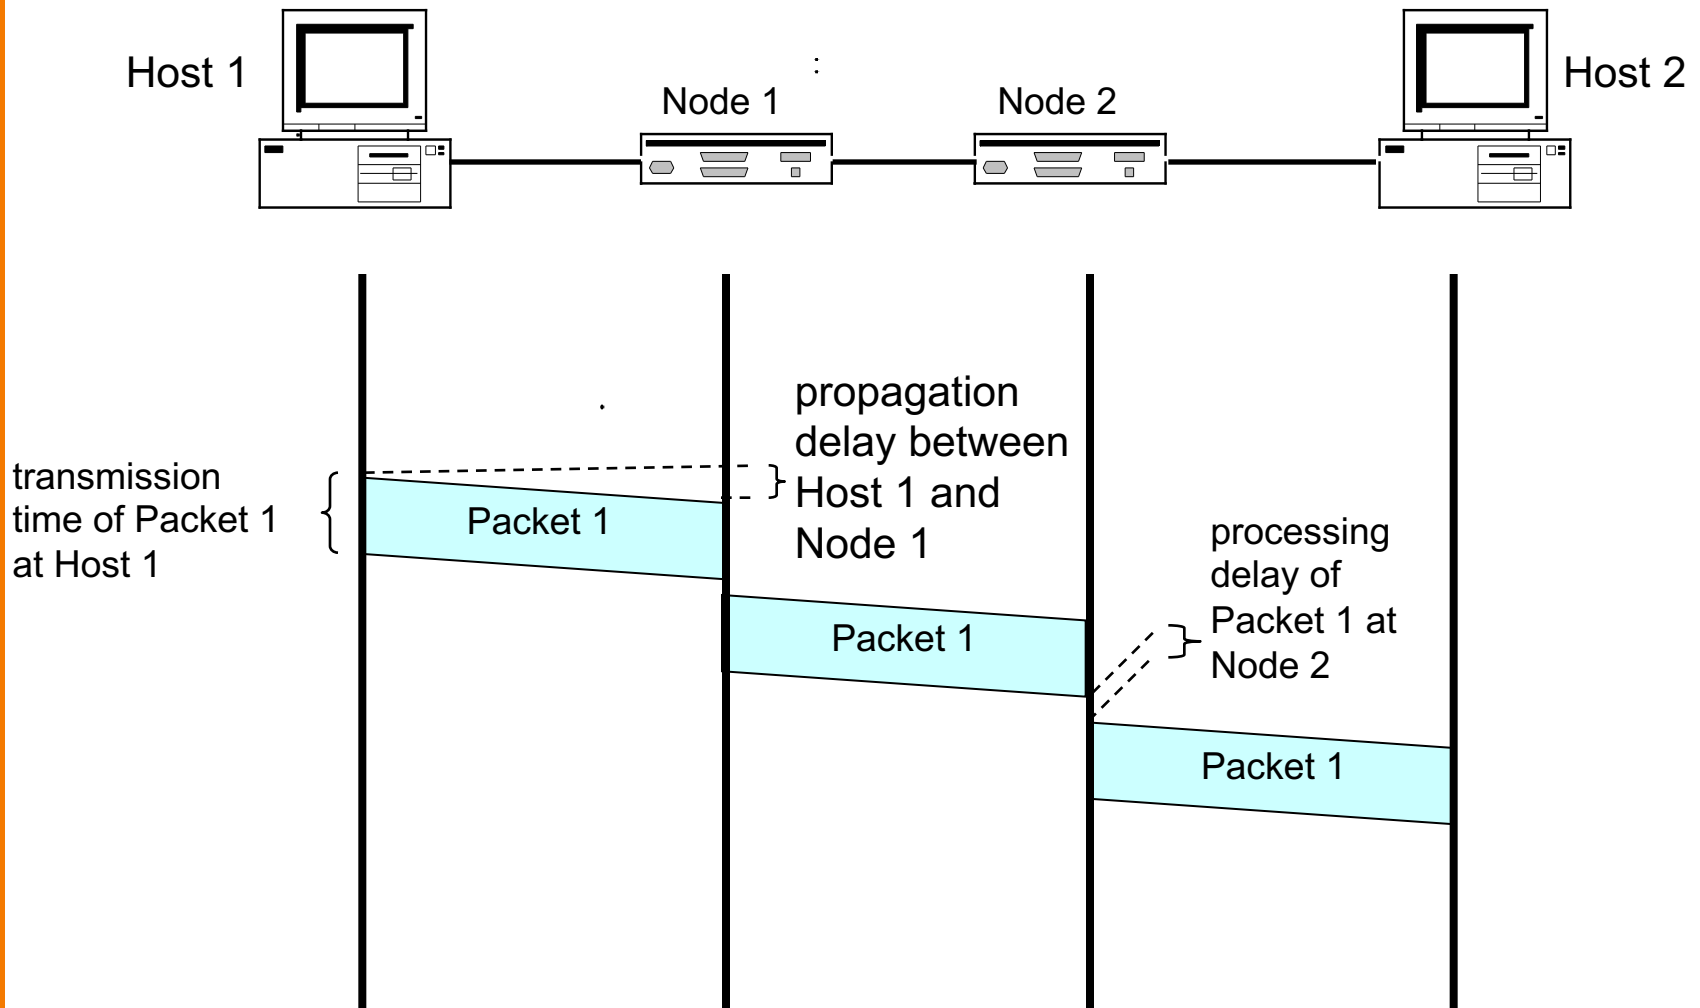 Host 1
Host 2
Node 1
Node 2
:
propagation
delay between
Host 1 and
Node 1
transmission
time of Packet 1
at Host 1
Packet 1
processing
delay of
Packet 1 at
Node 2
Packet 1
Packet 1